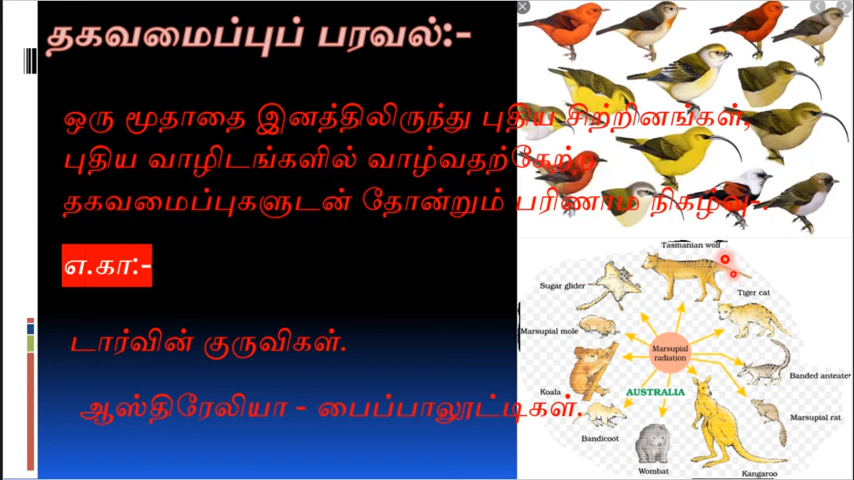 தகவமைப்புப் பரவல்:-
ஒரு மூதாதை இனத்திலிருந்து புதிய சிற்றினங்கள்,
புதிய வாழிடங்களில் வாழ்வதற்கேற்ப
தகவமைப்புகளுடன் தோன்றும் பரிணாம நிகழ்வு-.
எ.கா:-
டார்வின் குருவிகள்.
ஆஸ்திரேலியா - பைப்பாலூட்டிகள்.
Tasmanian wolf
Sugar glider
Tiger cat
Marsupial mole
Marsupial
radiation
Banded anteater
Koala
AUSTRALIA
Marsupial rat
Bandicoot
Wombat
Kangaroo